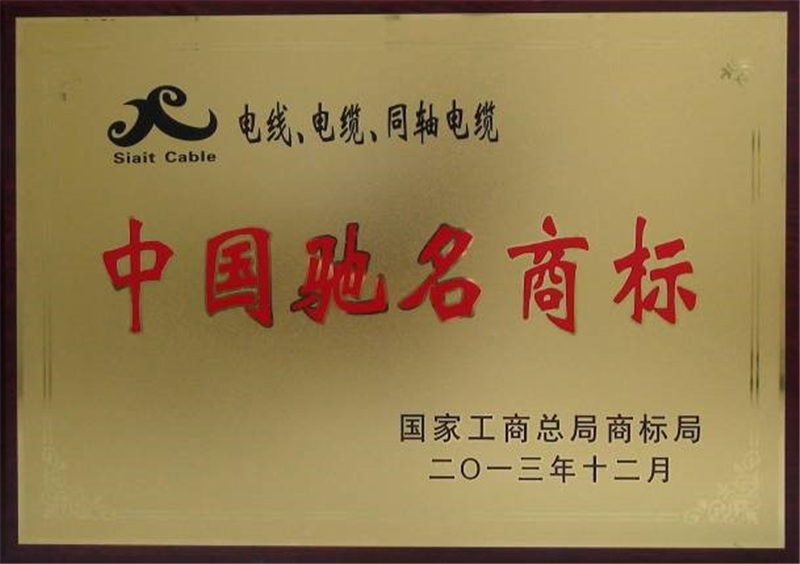 电线、电缆、同轴电缆
Siait Cable
中国驰名商标
国家工商总局商标局
二〇一三年十二月